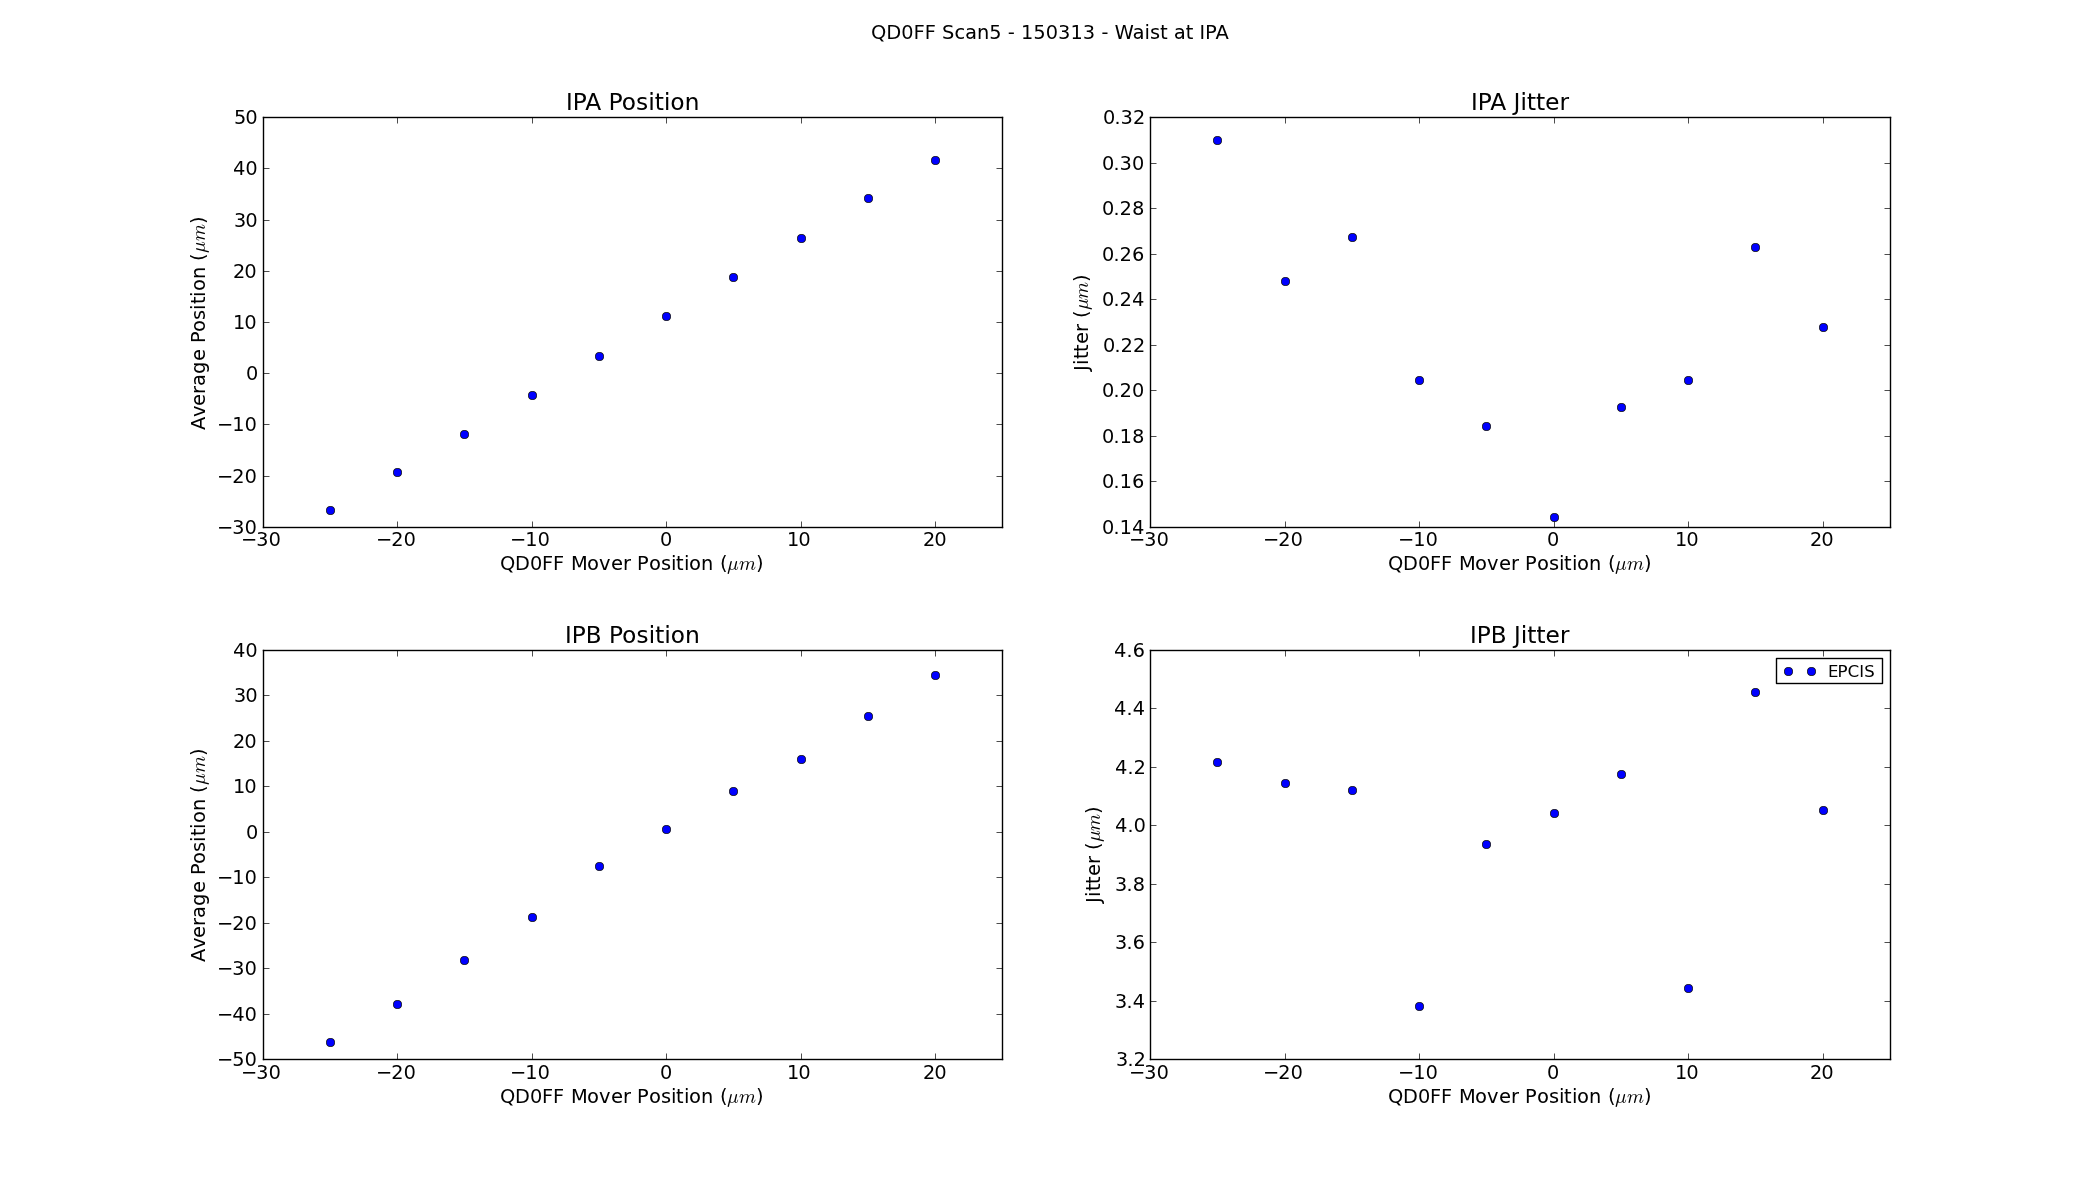 QD0FF Scan5 - 150313 - Waist at IPA
IPA Position
50
40
30
20
10
0
−10
−20
−30
Average Position (μm)
−30 −20 −10 0 10 20
QD0FF Mover Position (μm)
IPA Jitter
0.32
0.30
0.28
0.26
0.24
0.22
0.20
0.18
0.16
0.14
Jitter (μm)
−30 −20 −10 0 10 20
QD0FF Mover Position (μm)
IPB Position
40
30
20
10
0
−10
−20
−30
−40
−50
Average Position (μm)
−30 −20 −10 0 10 20
QD0FF Mover Position (μm)
IPB Jitter
EPCIS
4.6
4.4
4.2
4.0
3.8
3.6
3.4
3.2
Jitter (μm)
−30 −20 −10 0 10 20
QD0FF Mover Position (μm)